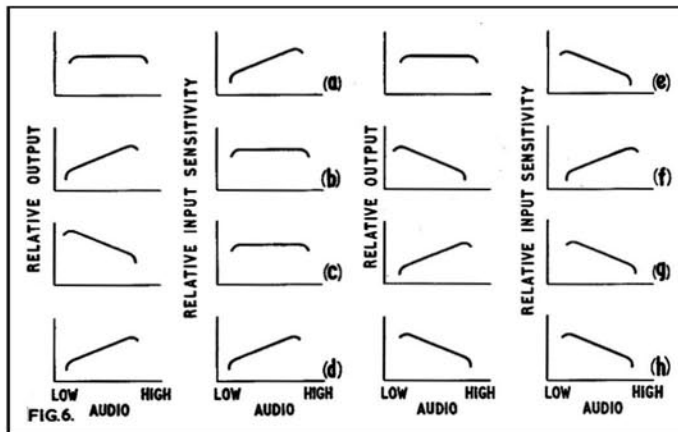 (a)
(e)
RELATIVE OUTPUT
RELATIVE INPUT SENSITIVITY
RELATIVE OUTPUT
RELATIVE INPUT SENSITIVITY
(b)
(f)
(c)
(g)
(d)
(h)
LOW HIGH LOW HIGH LOW HIGH LOW HIGH
FIG.6. AUDIO AUDIO AUDIO AUDIO